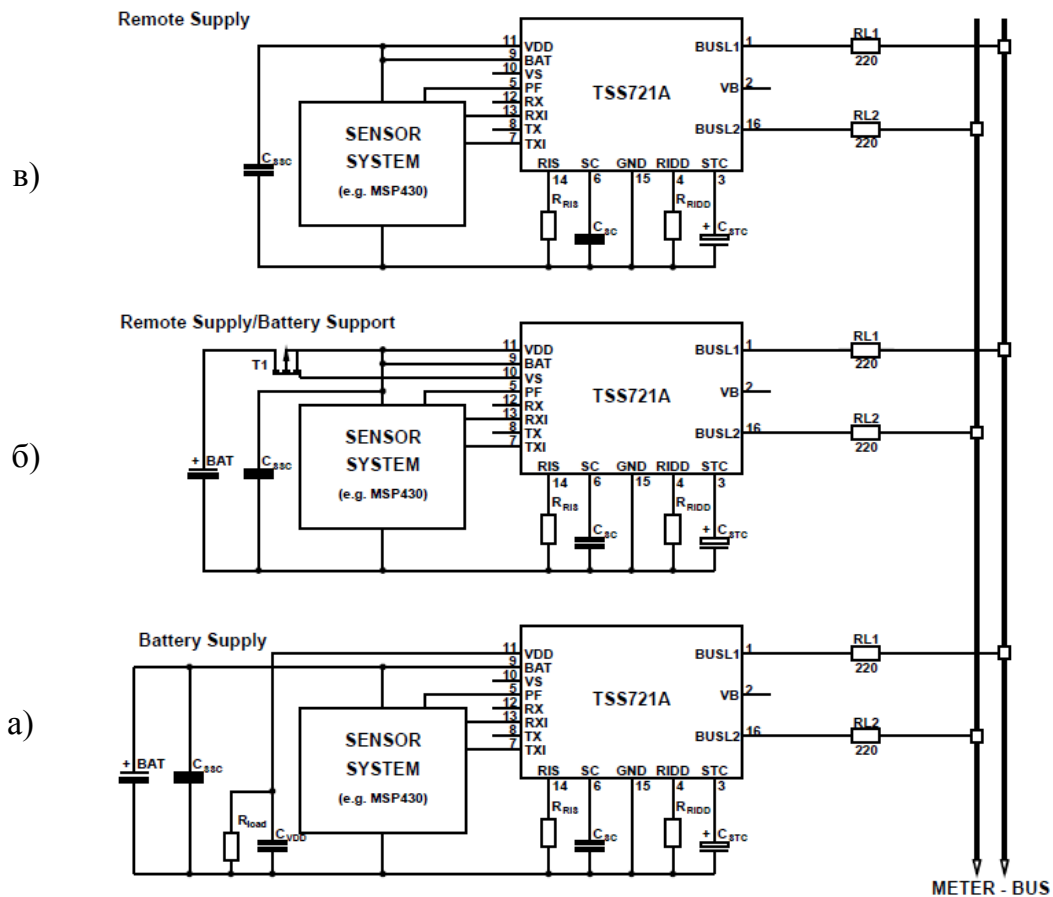 Remote Supply
в)
11 VDD
9 BAT
10 VS
5 PF
12 RX
13 RXI
8 TX
7 TXI
TSS721A
BUSL1 1
VB 2
BUSL2 16
RIS SC GND RIDD STC
14 6 15 4 3
RL1
220
RL2
220
SENSOR
SYSTEM
(e.g. MSP430)
CSSC
RRIS
CSC
RRIDD
+ CSTC
Remote Supply/Battery Support
б)
T1
11 VDD
9 BAT
10 VS
5 PF
12 RX
13 RXI
8 TX
7 TXI
TSS721A
BUSL1 1
VB 2
BUSL2 16
RIS SC GND RIDD STC
14 6 15 4 3
RL1
220
RL2
220
SENSOR
SYSTEM
(e.g. MSP430)
+ BAT
CSSC
RRIS
CSC
RRIDD
+ CSTC
Battery Supply
а)
11 VDD
9 BAT
10 VS
5 PF
12 RX
13 RXI
8 TX
7 TXI
TSS721A
BUSL1 1
VB 2
BUSL2 16
RIS SC GND RIDD STC
14 6 15 4 3
RL1
220
RL2
220
SENSOR
SYSTEM
(e.g. MSP430)
+ BAT
CSSC
Rload
CVDD
RRIS
CSC
RRIDD
+ CSTC
METER - BUS